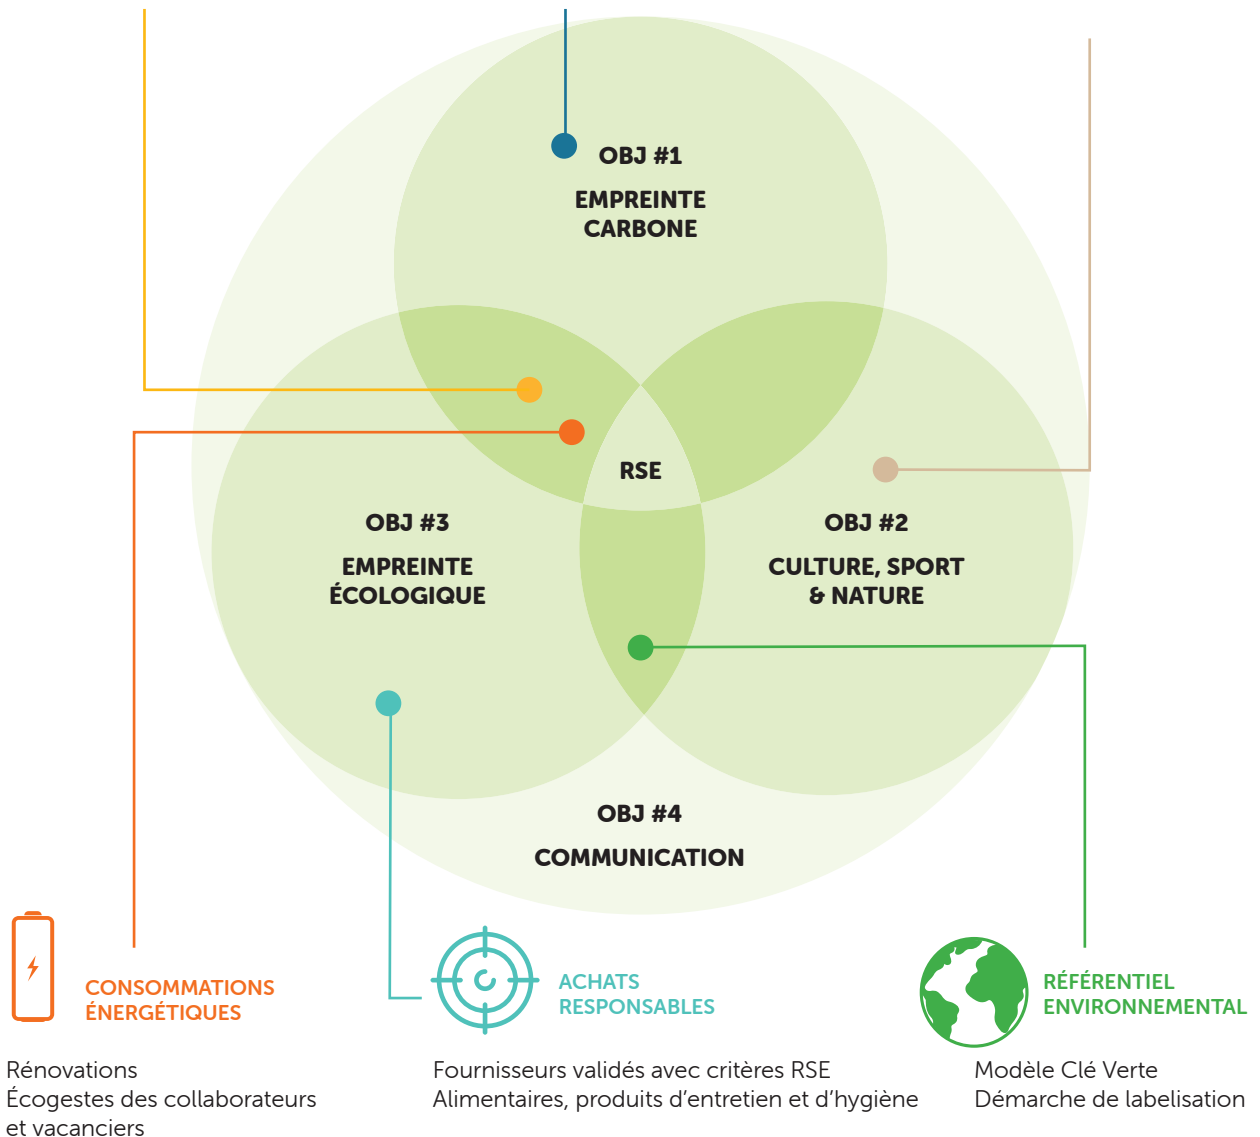 OBJ #1
EMPREINTE
CARBONE
RSE
OBJ #3
EMPREINTE
ÉCOLOGIQUE
OBJ #2
CULTURE, SPORT
& NATURE
OBJ #4
COMMUNICATION
CONSOMMATIONS
ÉNERGÉTIQUES
Rénovations
Écogestes des collaborateurs
et vacanciers
ACHATS
RESPONSABLES
Fournisseurs validés avec critères RSE
Alimentaires, produits d’entretien et d’hygiène
RÉFÉRENTIEL
ENVIRONNEMENTAL
Modèle Clé Verte
Démarche de labelisation